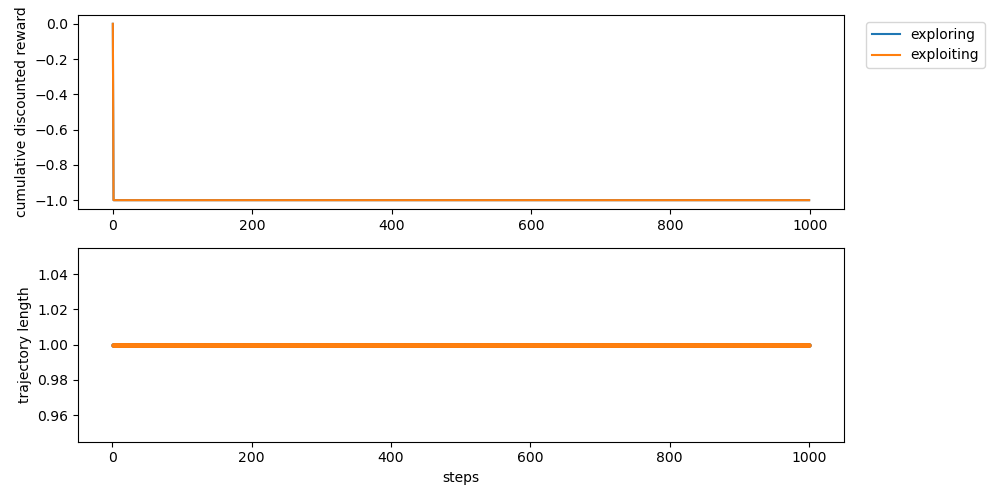 cumulative discounted reward
0.0
−0.2
−0.4
−0.6
−0.8
−1.0
0 200 400 600 800 1000
exploring
exploiting
trajectory length
1.04
1.02
1.00
0.98
0.96
0 200 400 600 800 1000
steps